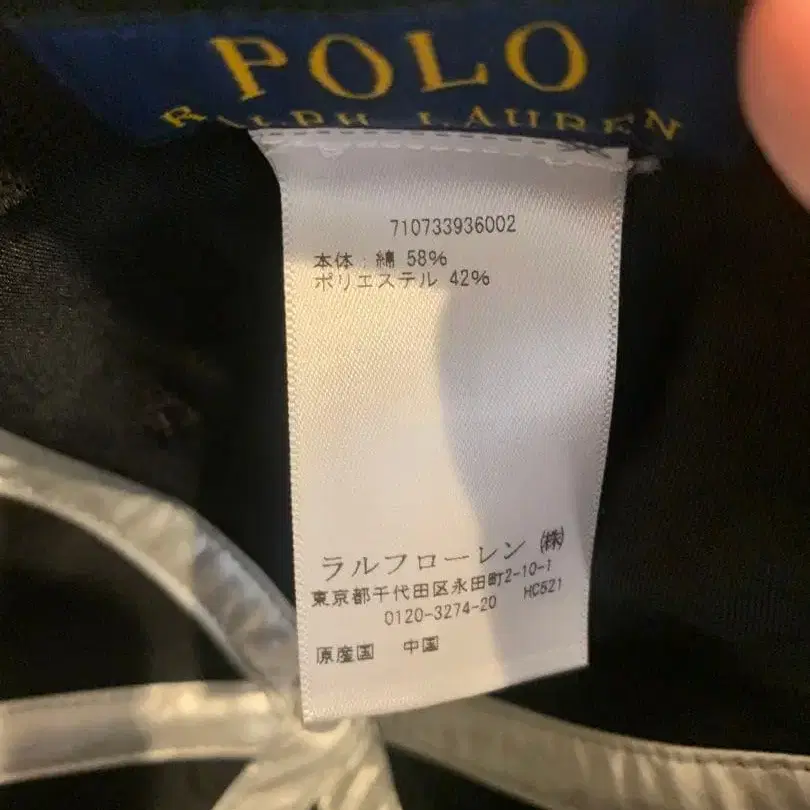 POLO
RALPH LAUREN
710733936002
本体:綿 58%
ポリエステル 42%
ラルフローレン ㈱
東京都千代田区永田町2-10-1
0120-3274-20 HC521
原産国 中国